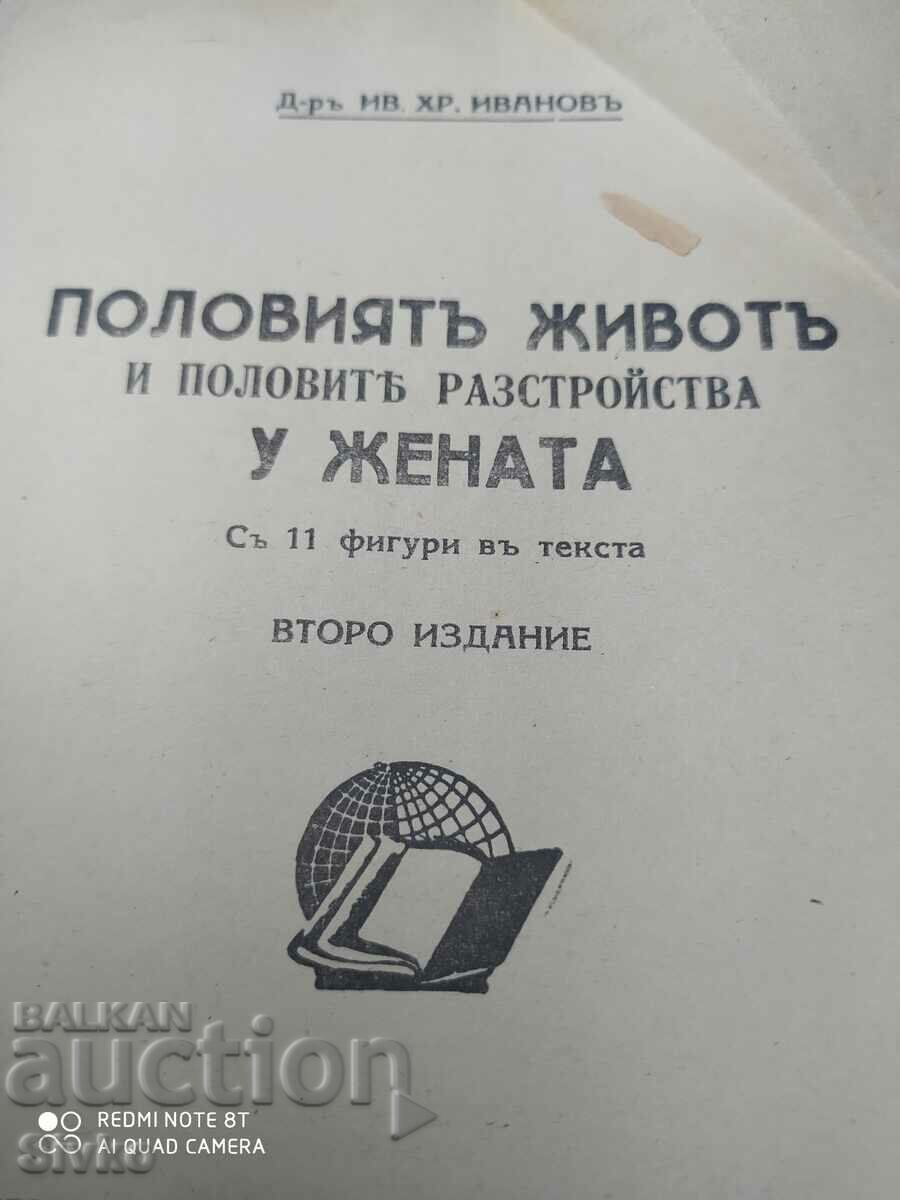 Д-ръ ИВ. ХР. ИВАНОВЪ
ПОЛОВИЯТЪ ЖИВОТЪ
И ПОЛОВИТѢ РАЗСТРОЙСТВА
У ЖЕНАТА
Съ 11 фигури въ текста
ВТОРО ИЗДАНИЕ
BALKAN
auction
REDMI NOTE 8T
AI QUAD CAMERA
Sivko